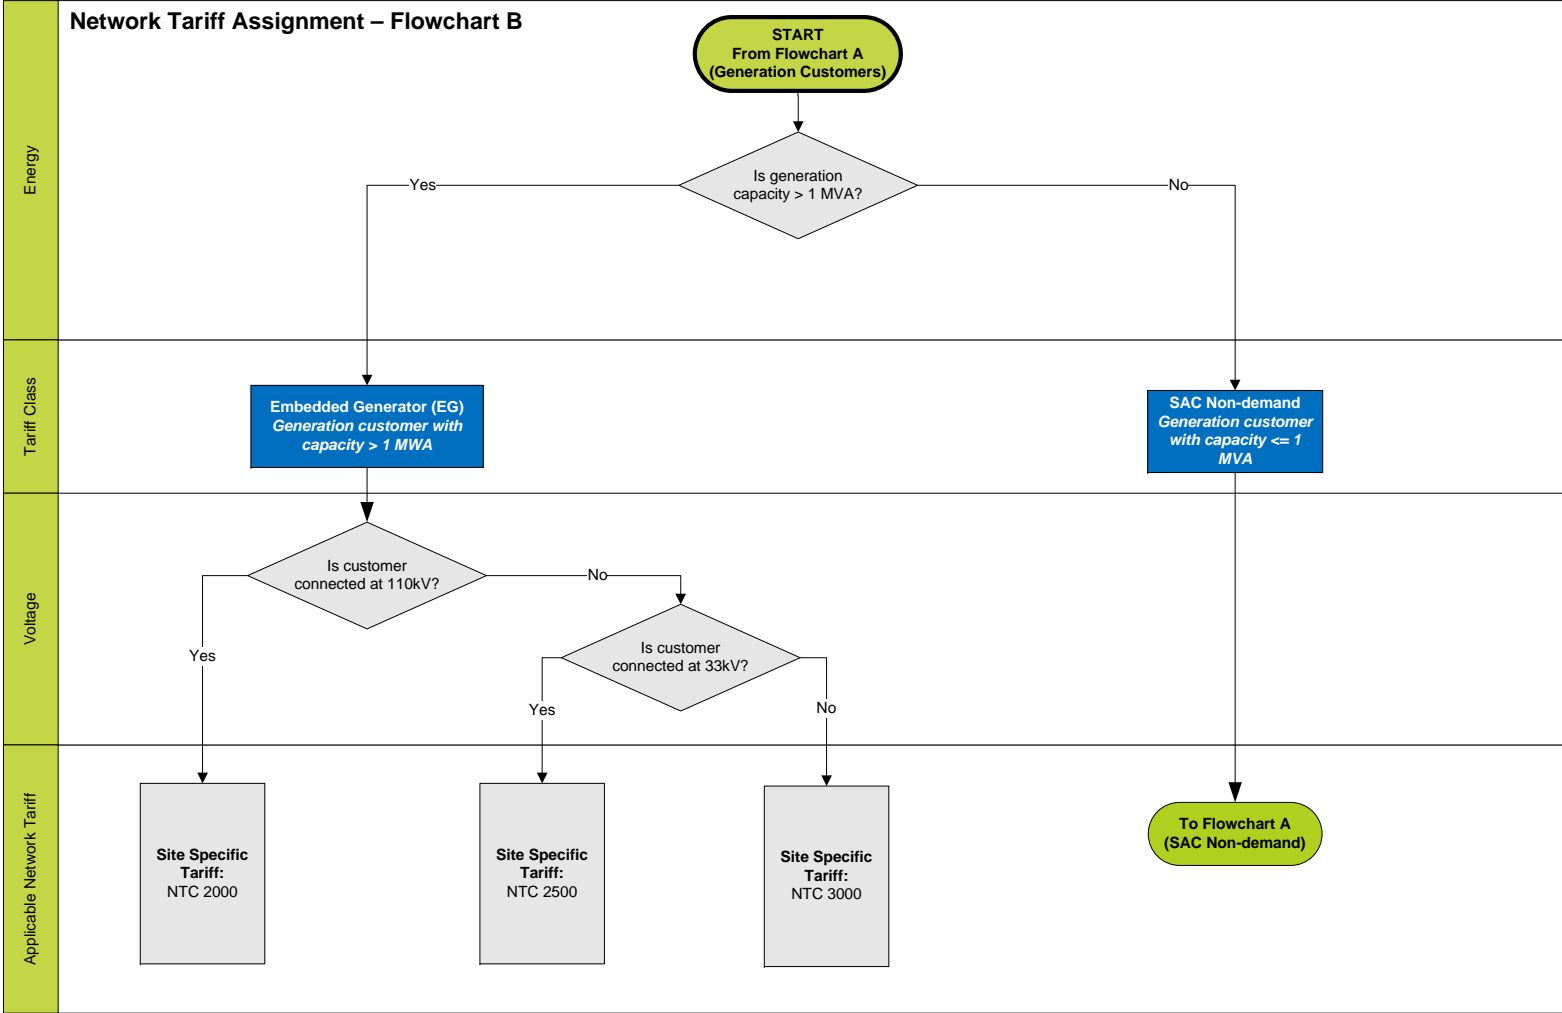 Network Tariff Assignment – Flowchart B
START
From Flowchart A
(Generation Customers)
Energy
Is generation
capacity > 1 MVA?
Yes
No
Tariff Class
Embedded Generator (EG)
Generation customer with
capacity > 1 MWA
SAC Non-demand
Generation customer
with capacity <= 1
MVA
Voltage
Is customer
connected at 110kV?
No
Yes
Is customer
connected at 33kV?
Yes
No
Applicable Network Tariff
Site Specific
Tariff:
NTC 2000
Site Specific
Tariff:
NTC 2500
Site Specific
Tariff:
NTC 3000
To Flowchart A
(SAC Non-demand)